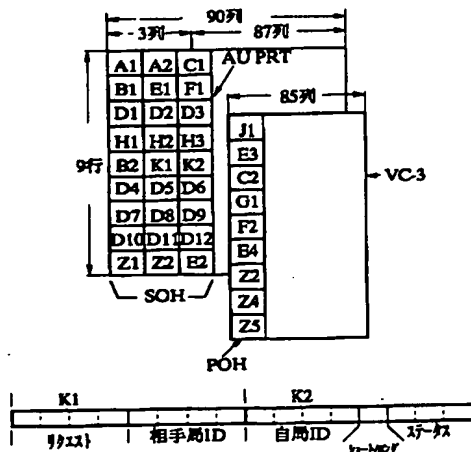 90列
3列 87列
A1 A2 C1
AU PRT
B1 E1 F1
85列
D1 D2 D3
J1
H1 H2 H3
E3
9行
B2 K1 K2
C2
VC-3
D4 D5 D6
G1
D7 D8 D9
F2
D10 D11 D12
E4
Z1 Z2 E2
Z2
SOH
Z4
Z5
POH
K1 K2
リクエスト 相手局ID 自局ID ステータス